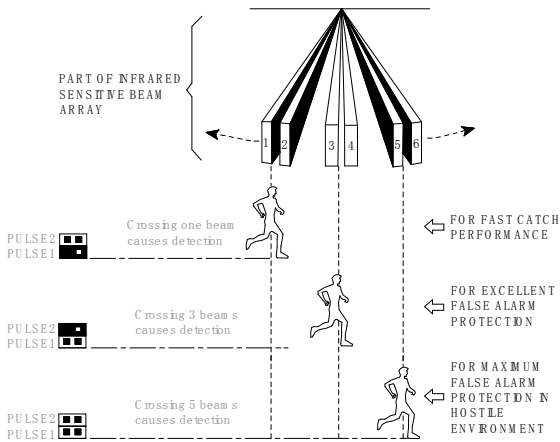 PART OF INFRARED
SENSITIVE BEAM
ARRAY
1 2 3 4 5 6
Crossing one beam
causes detection
PULSE2
PULSE1
FOR FAST CATCH
PERFORMANCE
Crossing 3 beams
causes detection
PULSE2
PULSE1
FOR EXCELLENT
FALSE ALARM
PROTECTION
Crossing 5 beams
causes detection
PULSE2
PULSE1
FOR MAXIMUM
FALSE ALARM
PROTECTION IN
HOSTILE
ENVIRONMENT